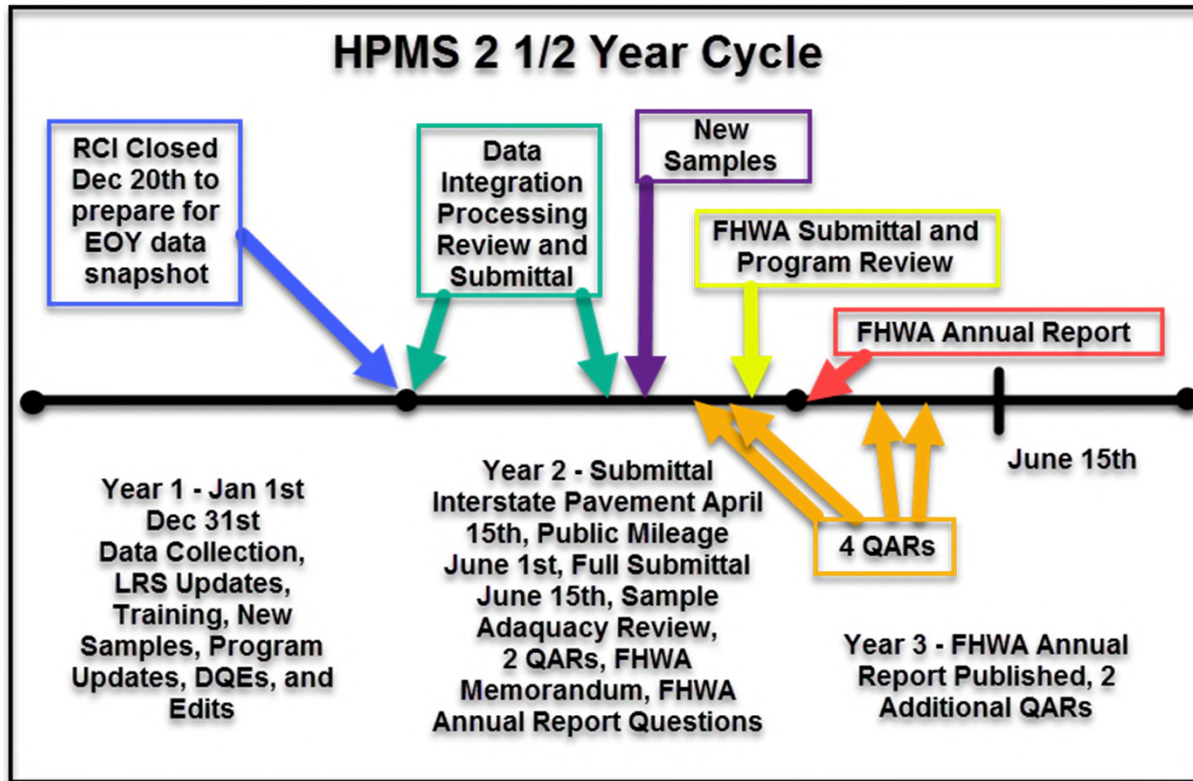 HPMS 2 1/2 Year Cycle
RCI Closed
Dec 20th to
prepare for
EOY data
snapshot
Data
Integration
Processing
Review and
Submittal
New
Samples
FHWA Submittal and
Program Review
FHWA Annual Report
June 15th
4 QARs
Year 1 - Jan 1st
Dec 31st
Data Collection,
LRS Updates,
Training, New
Samples, Program
Updates, DQEs, and
Edits
Year 2 - Submittal
Interstate Pavement April
15th, Public Mileage
June 1st, Full Submittal
June 15th, Sample
Adaquacy Review,
2 QARs, FHWA
Memorandum, FHWA
Annual Report Questions
Year 3 - FHWA Annual
Report Published, 2
Additional QARs